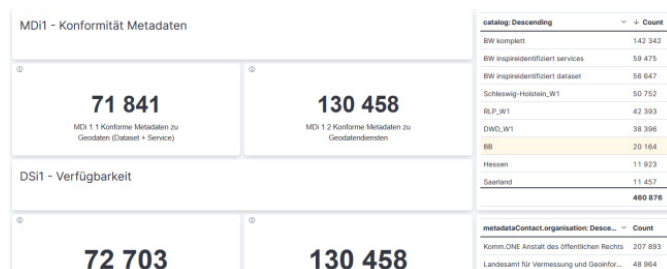 MDi1 - Konformität Metadaten
71 841
MDi 1.1 Konforme Metadaten zu
Geodaten (Dataset + Service)
130 458
MDi 1.2 Konforme Metadaten zu
Geodatendiensten
DSi1 - Verfügbarkeit
72 703
130 458
catalog: Descending Count
BW komplett 142 342
BW inspireidentifiziert services 59 475
BW inspireidentifiziert dataset 56 647
Schleswig-Holstein_W1 50 752
RLP_W1 42 393
DWD_W1 38 396
BB 20 164
Hessen 11 923
Saarland 11 457
460 876
metadataContact.organisation: Desce... Count
Komm.ONE Anstalt des öffentlichen Rechts 207 893
Landesamt für Vermessung und Geoinfor... 48 964